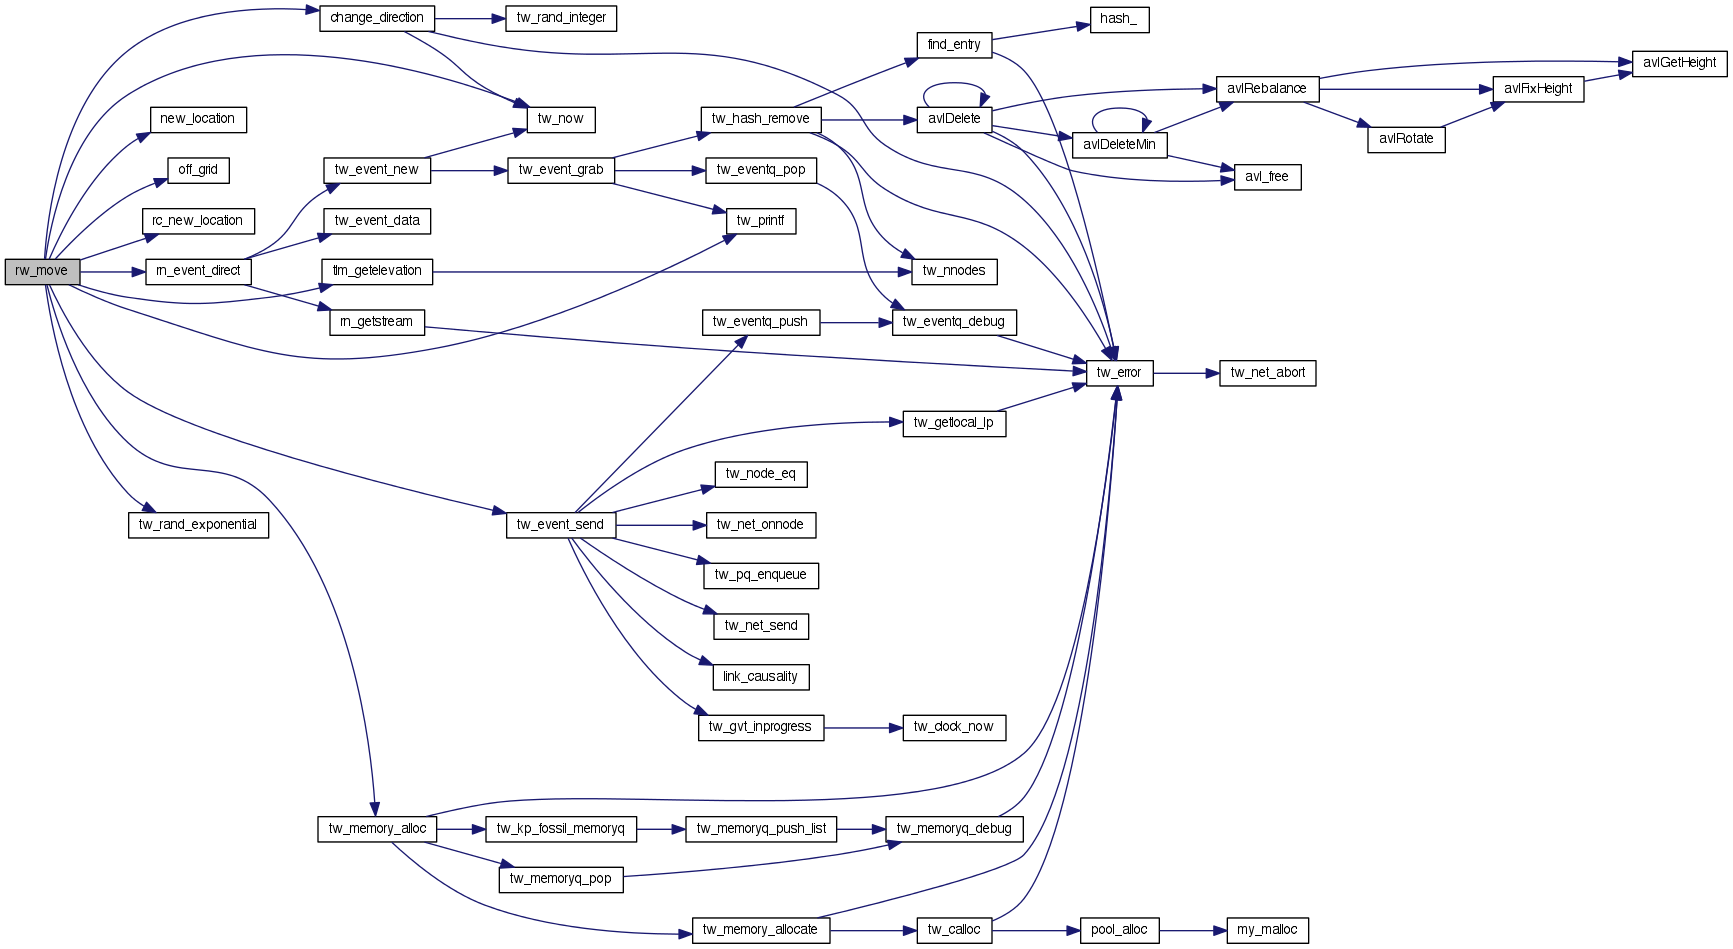 change_direction
tw_rand_integer
hash_
find_entry
avlGetHeight
avlRebalance
avlFixHeight
new_location
tw_now
tw_hash_remove
avlDelete
avlDeleteMin
avlRotate
off_grid
tw_event_new
tw_event_grab
tw_eventq_pop
avl_free
rc_new_location
tw_event_data
tw_printf
rw_move
rn_event_direct
tlm_getelevation
tw_nnodes
rn_getstream
tw_eventq_push
tw_eventq_debug
tw_error
tw_net_abort
tw_getlocal_lp
tw_node_eq
tw_rand_exponential
tw_event_send
tw_net_onnode
tw_pq_enqueue
tw_net_send
link_causality
tw_gvt_inprogress
tw_clock_now
tw_memory_alloc
tw_kp_fossil_memoryq
tw_memoryq_push_list
tw_memoryq_debug
tw_memoryq_pop
tw_memory_allocate
tw_calloc
pool_alloc
my_malloc